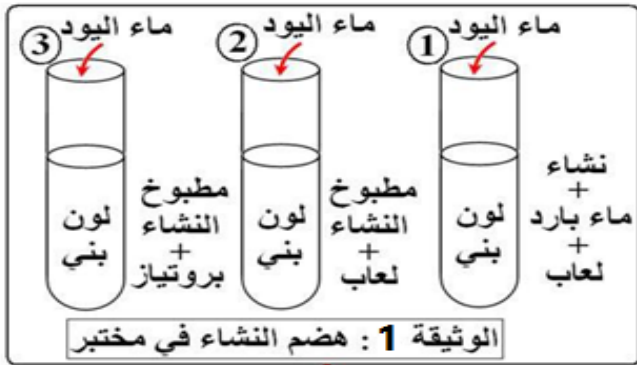 ماء اليود
1
نشاء
+
ماء بارد
+
لعاب
لون
بني
ماء اليود
2
مطبوخ
النشاء
+
لعاب
لون
بني
ماء اليود
3
مطبوخ
النشاء
+
بروتياز
لون
بني
الوثيقة 1 : هضم النشاء في مختبر